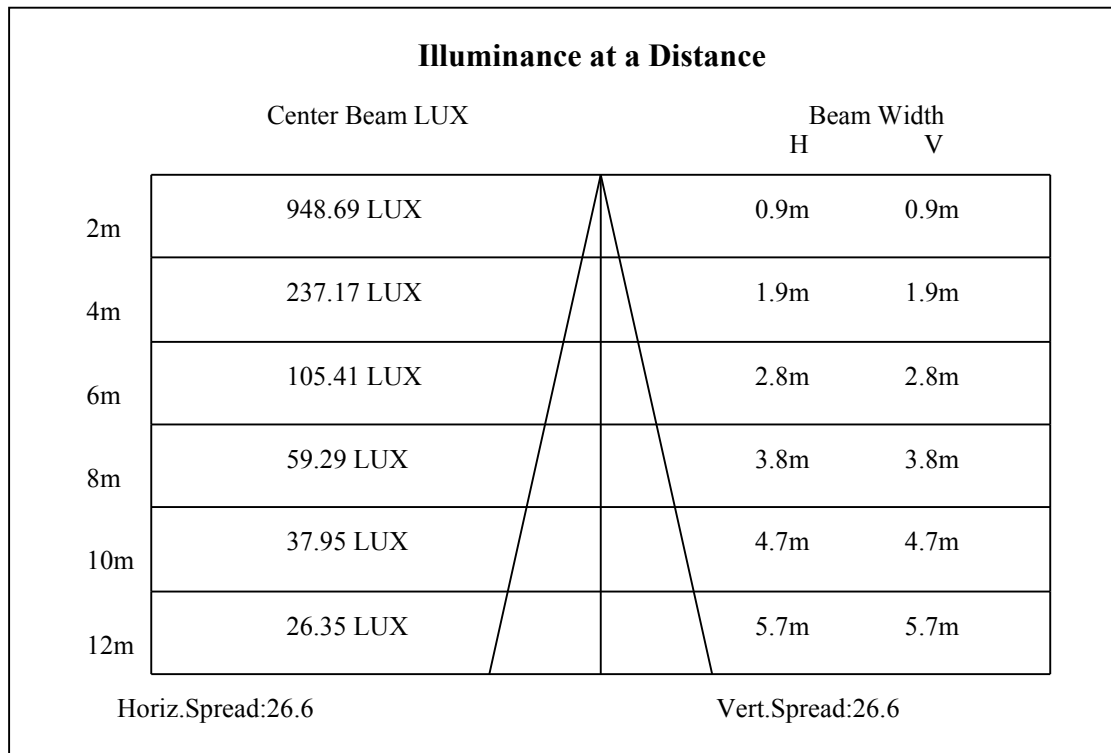 Illuminance at a Distance
Center Beam LUX Beam Width
H V
2m 948.69 LUX 0.9m 0.9m
4m 237.17 LUX 1.9m 1.9m
6m 105.41 LUX 2.8m 2.8m
8m 59.29 LUX 3.8m 3.8m
10m 37.95 LUX 4.7m 4.7m
12m 26.35 LUX 5.7m 5.7m
Horiz.Spread:26.6 Vert.Spread:26.6